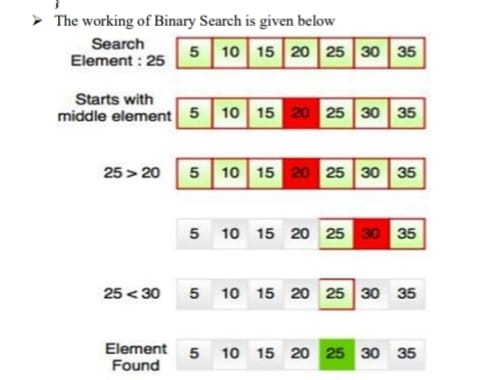 }
➤ The working of Binary Search is given below
Search
Element : 25
5 10 15 20 25 30 35
Starts with
middle element
5 10 15 20 25 30 35
25 > 20
5 10 15 20 25 30 35
5 10 15 20 25 30 35
25 < 30
5 10 15 20 25 30 35
Element
Found
5 10 15 20 25 30 35